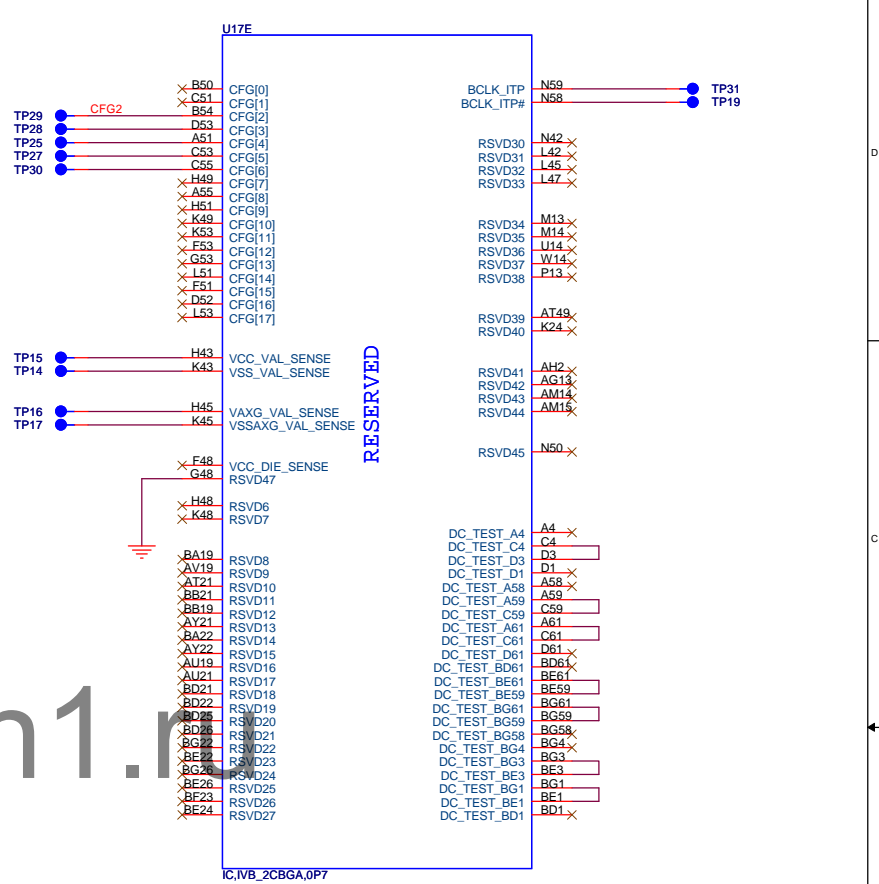 U17E
B50 CFG[0]
C51 CFG[1]
TP29 CFG2 B54 CFG[2]
TP28 D53 CFG[3]
TP25 A51 CFG[4]
TP27 C53 CFG[5]
TP30 C55 CFG[6]
H49 CFG[7]
A55 CFG[8]
H51 CFG[9]
K49 CFG[10]
K53 CFG[11]
F53 CFG[12]
G53 CFG[13]
L51 CFG[14]
F51 CFG[15]
D52 CFG[16]
L53 CFG[17]
TP15 H43 VCC_VAL_SENSE
TP14 K43 VSS_VAL_SENSE
TP16 H45 VAXG_VAL_SENSE
TP17 K45 VSSAXG_VAL_SENSE
F48 VCC_DIE_SENSE
G48 RSVD47
H48 RSVD6
K48 RSVD7
BA19 RSVD8
AV19 RSVD9
AT21 RSVD10
BB21 RSVD11
BB19 RSVD12
AY21 RSVD13
BA22 RSVD14
AY22 RSVD15
AU19 RSVD16
AU21 RSVD17
BD21 RSVD18
BD22 RSVD19
BD25 RSVD20
BD26 RSVD21
BG22 RSVD22
BE22 RSVD23
BG26 RSVD24
BE26 RSVD25
BF23 RSVD26
BE24 RSVD27
RESERVED
BCLK_ITP N59 TP31
BCLK_ITP# N58 TP19
RSVD30 N42
RSVD31 L42
RSVD32 L45
RSVD33 L47
RSVD34 M13
RSVD35 M14
RSVD36 U14
RSVD37 W14
RSVD38 P13
RSVD39 AT49
RSVD40 K24
RSVD41 AH2
RSVD42 AG13
RSVD43 AM14
RSVD44 AM15
RSVD45 N50
DC_TEST_A4 A4
DC_TEST_C4 C4
DC_TEST_D3 D3
DC_TEST_D1 D1
DC_TEST_A58 A58
DC_TEST_A59 A59
DC_TEST_C59 C59
DC_TEST_A61 A61
DC_TEST_C61 C61
DC_TEST_D61 D61
DC_TEST_BD61 BD61
DC_TEST_BE61 BE61
DC_TEST_BE59 BE59
DC_TEST_BG61 BG61
DC_TEST_BG59 BG59
DC_TEST_BG58 BG58
DC_TEST_BG4 BG4
DC_TEST_BG3 BG3
DC_TEST_BE3 BE3
DC_TEST_BG1 BG1
DC_TEST_BE1 BE1
DC_TEST_BD1 BD1
IC,IVB_2CBGA,0P7
D
C
n1.ru